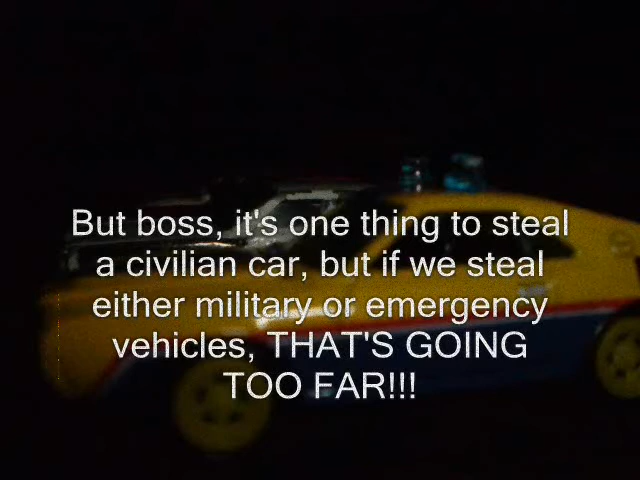 But boss, it's one thing to steal
a civilian car, but if we steal
either military or emergency
vehicles, THAT'S GOING
TOO FAR!!!